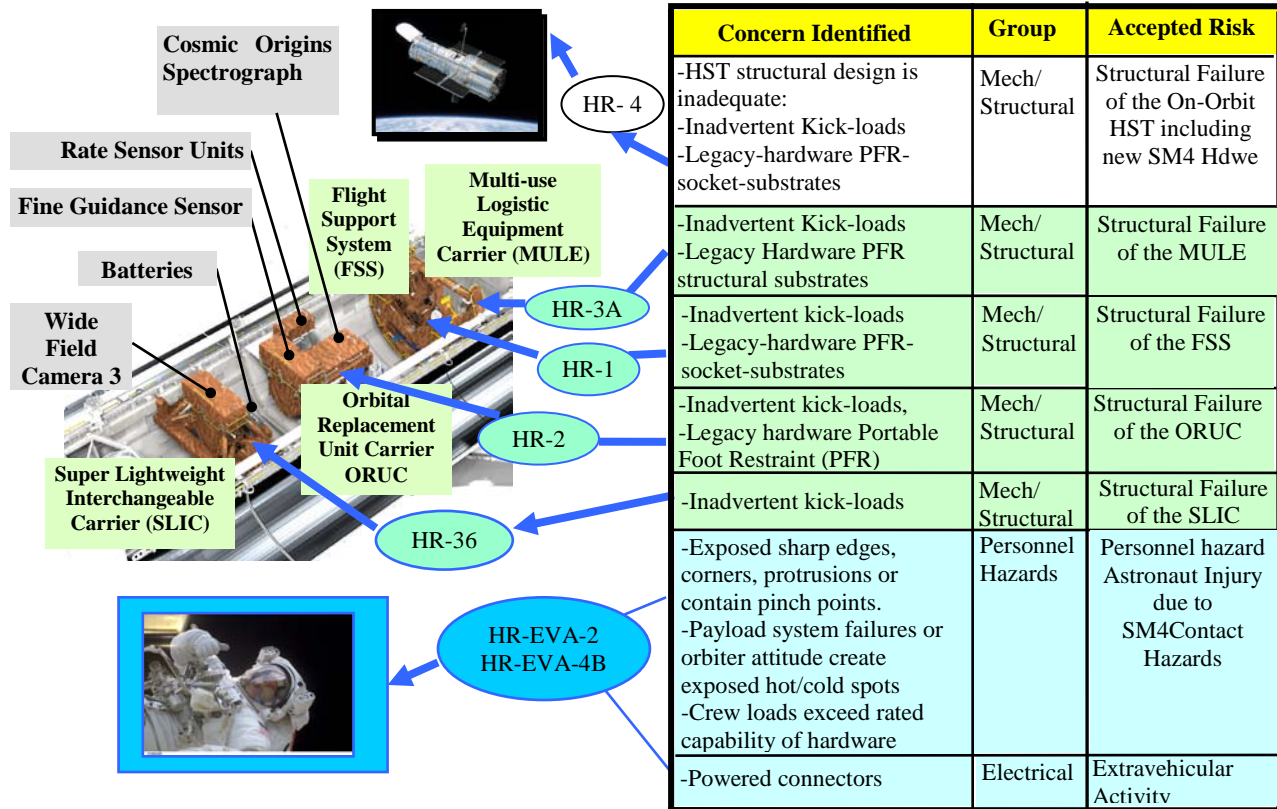 Cosmic Origins
Spectrograph
Rate Sensor Units
Fine Guidance Sensor
Batteries
Wide
Field
Camera 3
Flight
Support
System
(FSS)
Multi-use
Logistic
Equipment
Carrier (MULE)
Orbital
Replacement
Unit Carrier
ORUC
Super Lightweight
Interchangeable
Carrier (SLIC)
HR- 4
HR-3A
HR-1
HR-2
HR-36
HR-EVA-2
HR-EVA-4B
Concern Identified
Group
Accepted Risk
-HST structural design is
inadequate:
-Inadvertent Kick-loads
-Legacy-hardware PFR-
socket-substrates
Mech/
Structural
Structural Failure
of the On-Orbit
HST including
new SM4 Hdwe
-Inadvertent Kick-loads
-Legacy Hardware PFR
structural substrates
Mech/
Structural
Structural Failure
of the MULE
-Inadvertent kick-loads
-Legacy-hardware PFR-
socket-substrates
Mech/
Structural
Structural Failure
of the FSS
-Inadvertent kick-loads,
-Legacy hardware Portable
Foot Restraint (PFR)
Mech/
Structural
Structural Failure
of the ORUC
-Inadvertent kick-loads
Mech/
Structural
Structural Failure
of the SLIC
-Exposed sharp edges,
corners, protrusions or
contain pinch points.
-Payload system failures or
orbiter attitude create
exposed hot/cold spots
-Crew loads exceed rated
capability of hardware
Personnel
Hazards
Personnel hazard
Astronaut Injury
due to
SM4Contact
Hazards
-Powered connectors
Electrical
Extravehicular
Activity